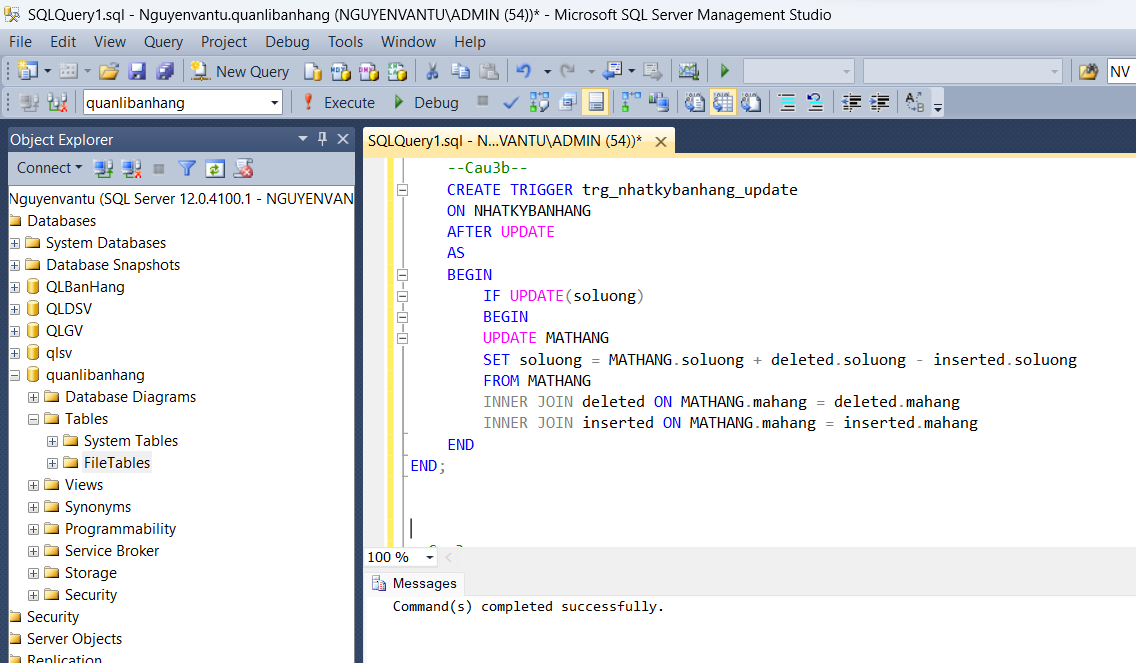 SQLQuery1.sql - Nguyenvantu.quanlibanhang (NGUYENVANTU\ADMIN (54))* - Microsoft SQL Server Management Studio
File Edit View Query Project Debug Tools Window Help
New Query NV
quanlibanhang Execute Debug
Object Explorer
Connect
Nguyenvantu (SQL Server 12.0.4100.1 - NGUYENVAN
Databases
System Databases
Database Snapshots
QLBanHang
QLDSV
QLGV
qlsv
quanlibanhang
Database Diagrams
Tables
System Tables
FileTables
Views
Synonyms
Programmability
Service Broker
Storage
Security
Security
Server Objects
Replication
SQLQuery1.sql - N...VANTU\ADMIN (54))*
--Cau3b--
CREATE TRIGGER trg_nhatkybanhang_update
ON NHATKYBANHANG
AFTER UPDATE
AS
BEGIN
IF UPDATE(soluong)
BEGIN
UPDATE MATHANG
SET soluong = MATHANG.soluong + deleted.soluong - inserted.soluong
FROM MATHANG
INNER JOIN deleted ON MATHANG.mahang = deleted.mahang
INNER JOIN inserted ON MATHANG.mahang = inserted.mahang
END
END;
100 %
Messages
Command(s) completed successfully.